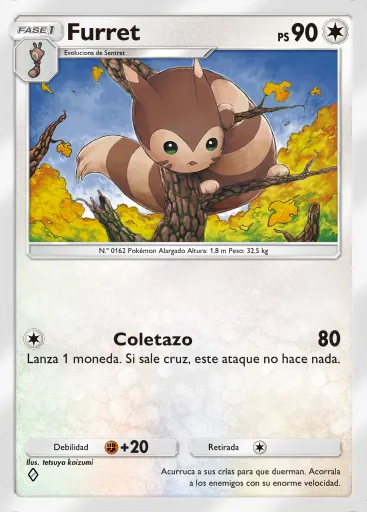 FASE 1 Furret PS 90
Evoluciona de Sentret
N.º 0162 Pokémon Alargado Altura: 1,8 m Peso: 32,5 kg
Coletazo 80
Lanza 1 moneda. Si sale cruz, este ataque no hace nada.
Debilidad +20 Retirada
Ilus. tetsuya koizumi
Acurruca a sus crías para que duerman. Acorrala
a los enemigos con su enorme velocidad.